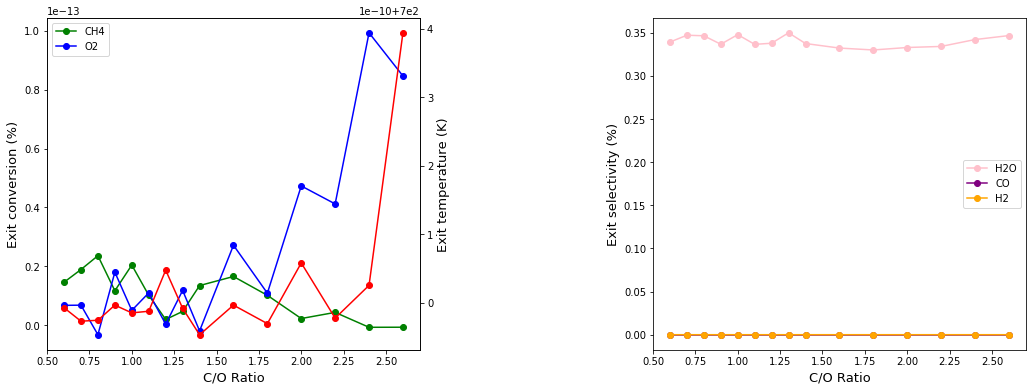 1e−13
1e−10+7e2
CH4
O2
1.0
0.8
0.6
0.4
0.2
0.0
Exit conversion (%)
4
3
2
1
0
Exit temperature (K)
0.50 0.75 1.00 1.25 1.50 1.75 2.00 2.25 2.50
C/O Ratio
0.35
0.30
0.25
0.20
0.15
0.10
0.05
0.00
Exit selectivity (%)
H2O
CO
H2
0.50 0.75 1.00 1.25 1.50 1.75 2.00 2.25 2.50
C/O Ratio